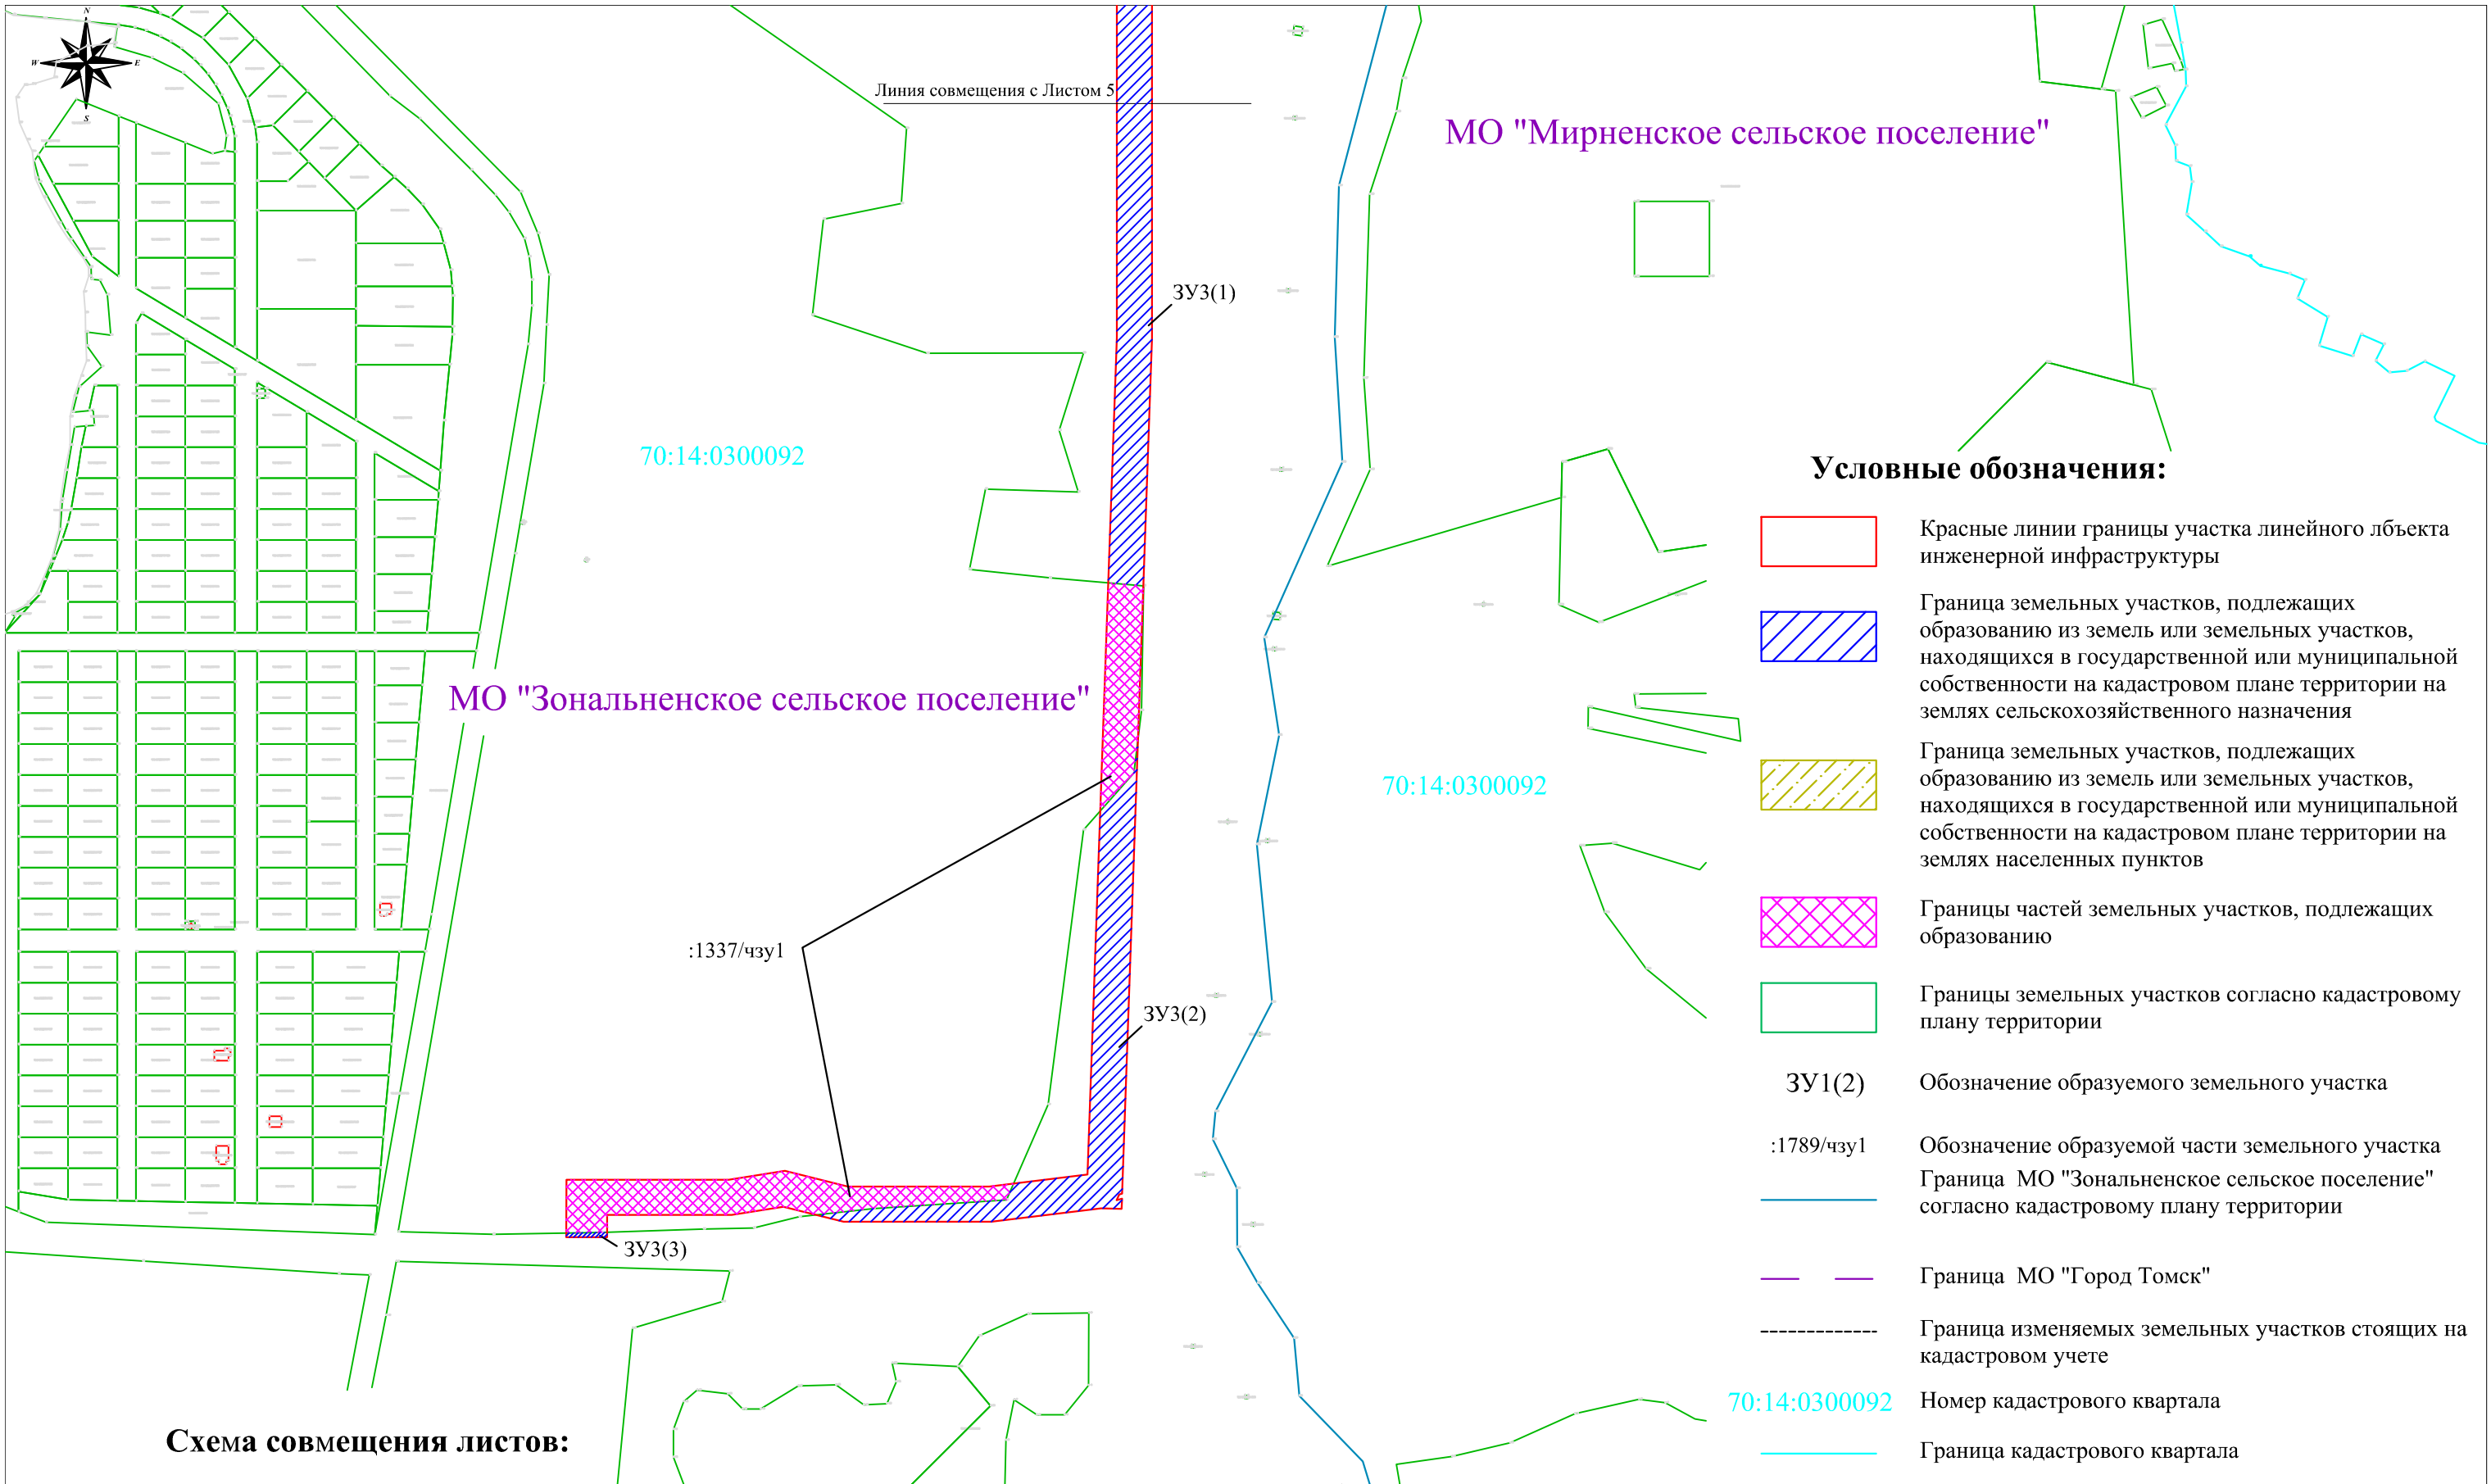 N
W
E
S
Линия совмещения с Листом 5
МО "Мирненское сельское поселение"
ЗУ3(1)
70:14:0300092
МО "Зональненское сельское поселение"
70:14:0300092
:1337/чзу1
ЗУ3(2)
ЗУ3(3)
Схема совмещения листов:
Условные обозначения:
Красные линии границы участка линейного лбъекта
инженерной инфраструктуры
Граница земельных участков, подлежащих
образованию из земель или земельных участков,
находящихся в государственной или муниципальной
собственности на кадастровом плане территории на
землях сельскохозяйственного назначения
Граница земельных участков, подлежащих
образованию из земель или земельных участков,
находящихся в государственной или муниципальной
собственности на кадастровом плане территории на
землях населенных пунктов
Границы частей земельных участков, подлежащих
образованию
Границы земельных участков согласно кадастровому
плану территории
ЗУ1(2) Обозначение образуемого земельного участка
:1789/чзу1 Обозначение образуемой части земельного участка
Граница МО "Зональненское сельское поселение"
согласно кадастровому плану территории
Граница МО "Город Томск"
Граница изменяемых земельных участков стоящих на
кадастровом учете
70:14:0300092 Номер кадастрового квартала
Граница кадастрового квартала